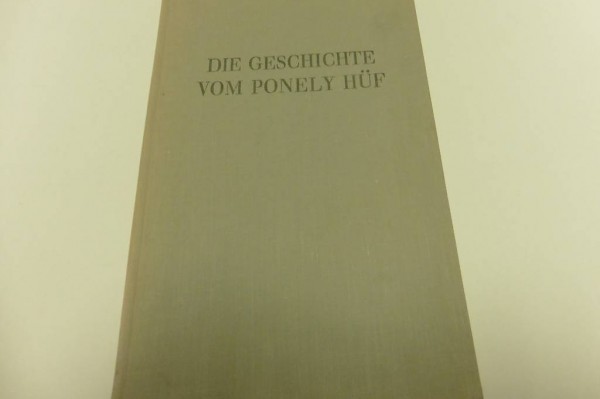 DIE GESCHICHTE
VOM PONELY HÜF